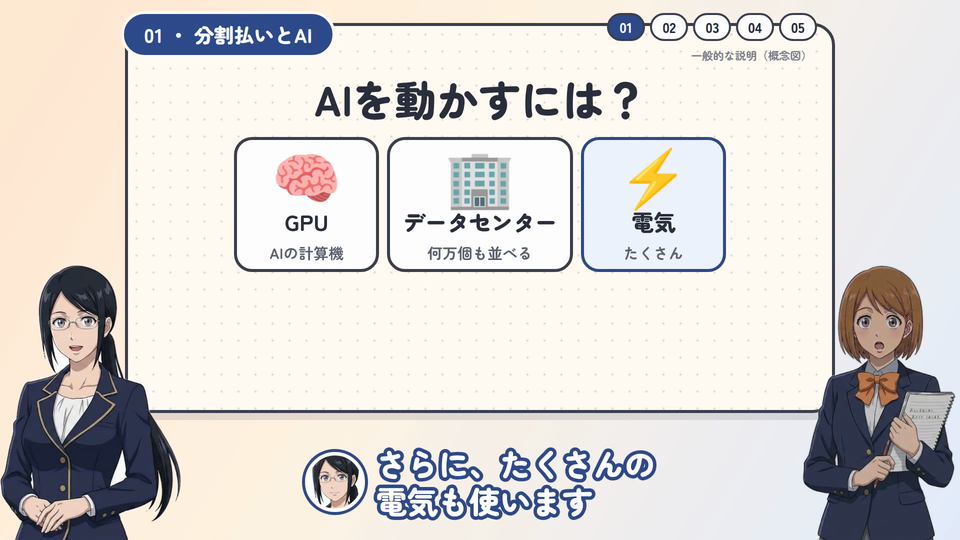 01 ・ 分割払いとAI
01 02 03 04 05
一般的な説明（概念図）
AIを動かすには？
GPU
AIの計算機
データセンター
何万個も並べる
電気
たくさん
さらに、たくさんの
電気も使います